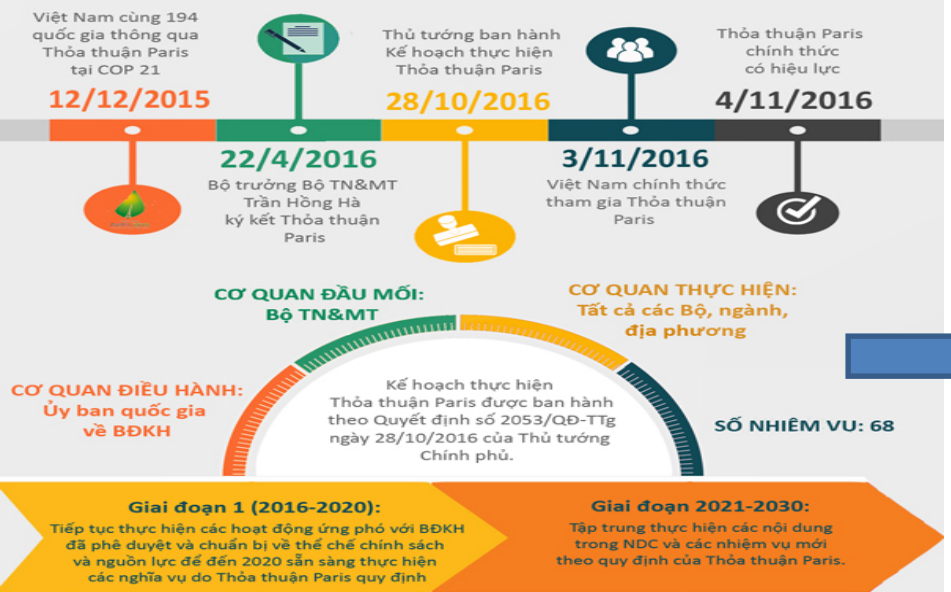 Việt Nam cùng 194
quốc gia thông qua
Thỏa thuận Paris
tại COP 21
12/12/2015
22/4/2016
Bộ trưởng Bộ TN&MT
Trần Hồng Hà
ký kết Thỏa thuận
Paris
Thủ tướng ban hành
Kế hoạch thực hiện
Thỏa thuận Paris
28/10/2016
3/11/2016
Việt Nam chính thức
tham gia Thỏa thuận
Paris
Thỏa thuận Paris
chính thức
có hiệu lực
4/11/2016
CƠ QUAN ĐẦU MỐI:
Bộ TN&MT
CƠ QUAN THỰC HIỆN:
Tất cả các Bộ, ngành,
địa phương
CƠ QUAN ĐIỀU HÀNH:
Ủy ban quốc gia
về BĐKH
Kế hoạch thực hiện
Thỏa thuận Paris được ban hành
theo Quyết định số 2053/QĐ-TTg
ngày 28/10/2016 của Thủ tướng
Chính phủ.
SỐ NHIỆM VU: 68
Giai đoạn 1 (2016-2020):
Tiếp tục thực hiện các hoạt động ứng phó với BĐKH
đã phê duyệt và chuẩn bị về thể chế chính sách
và nguồn lực để đến 2020 sẵn sàng thực hiện
các nghĩa vụ do Thỏa thuận Paris quy định
Giai đoạn 2021-2030:
Tập trung thực hiện các nội dung
trong NDC và các nhiệm vụ mới
theo quy định của Thỏa thuận Paris.